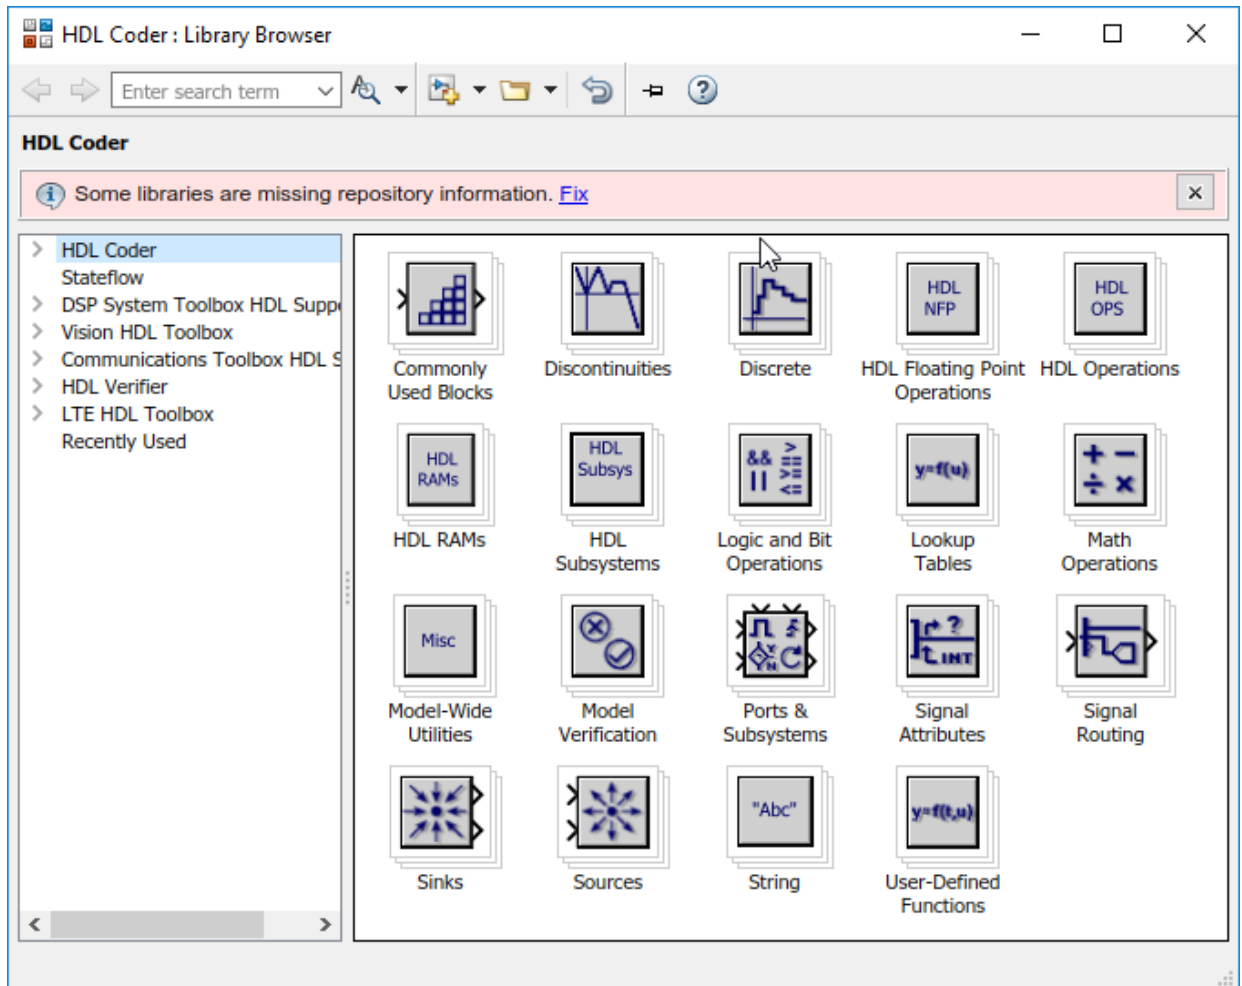 HDL Coder : Library Browser
Enter search term
HDL Coder
Some libraries are missing repository information. Fix
HDL Coder
Stateflow
DSP System Toolbox HDL Suppo
Vision HDL Toolbox
Communications Toolbox HDL S
HDL Verifier
LTE HDL Toolbox
Recently Used
Commonly
Used Blocks
Discontinuities
Discrete
HDL
NFP
HDL Floating Point
Operations
HDL
OPS
HDL Operations
HDL
RAMs
HDL RAMs
HDL
Subsys
HDL
Subsystems
&& >
==
|| >=
<=
Logic and Bit
Operations
y=f(u)
Lookup
Tables
+ −
÷ ×
Math
Operations
Misc
Model-Wide
Utilities
Model
Verification
Y
N
Ports &
Subsystems
?
INT
Signal
Attributes
Signal
Routing
Sinks
Sources
"Abc"
String
y=f(t,u)
User-Defined
Functions